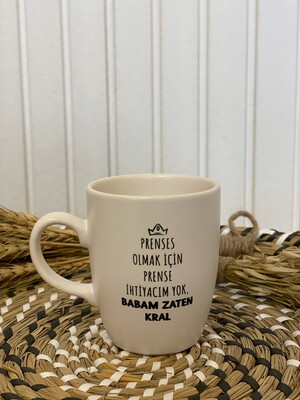 PRENSES
OLMAK İÇİN
PRENSE
İHTİYACIM YOK.
BABAM ZATEN
KRAL